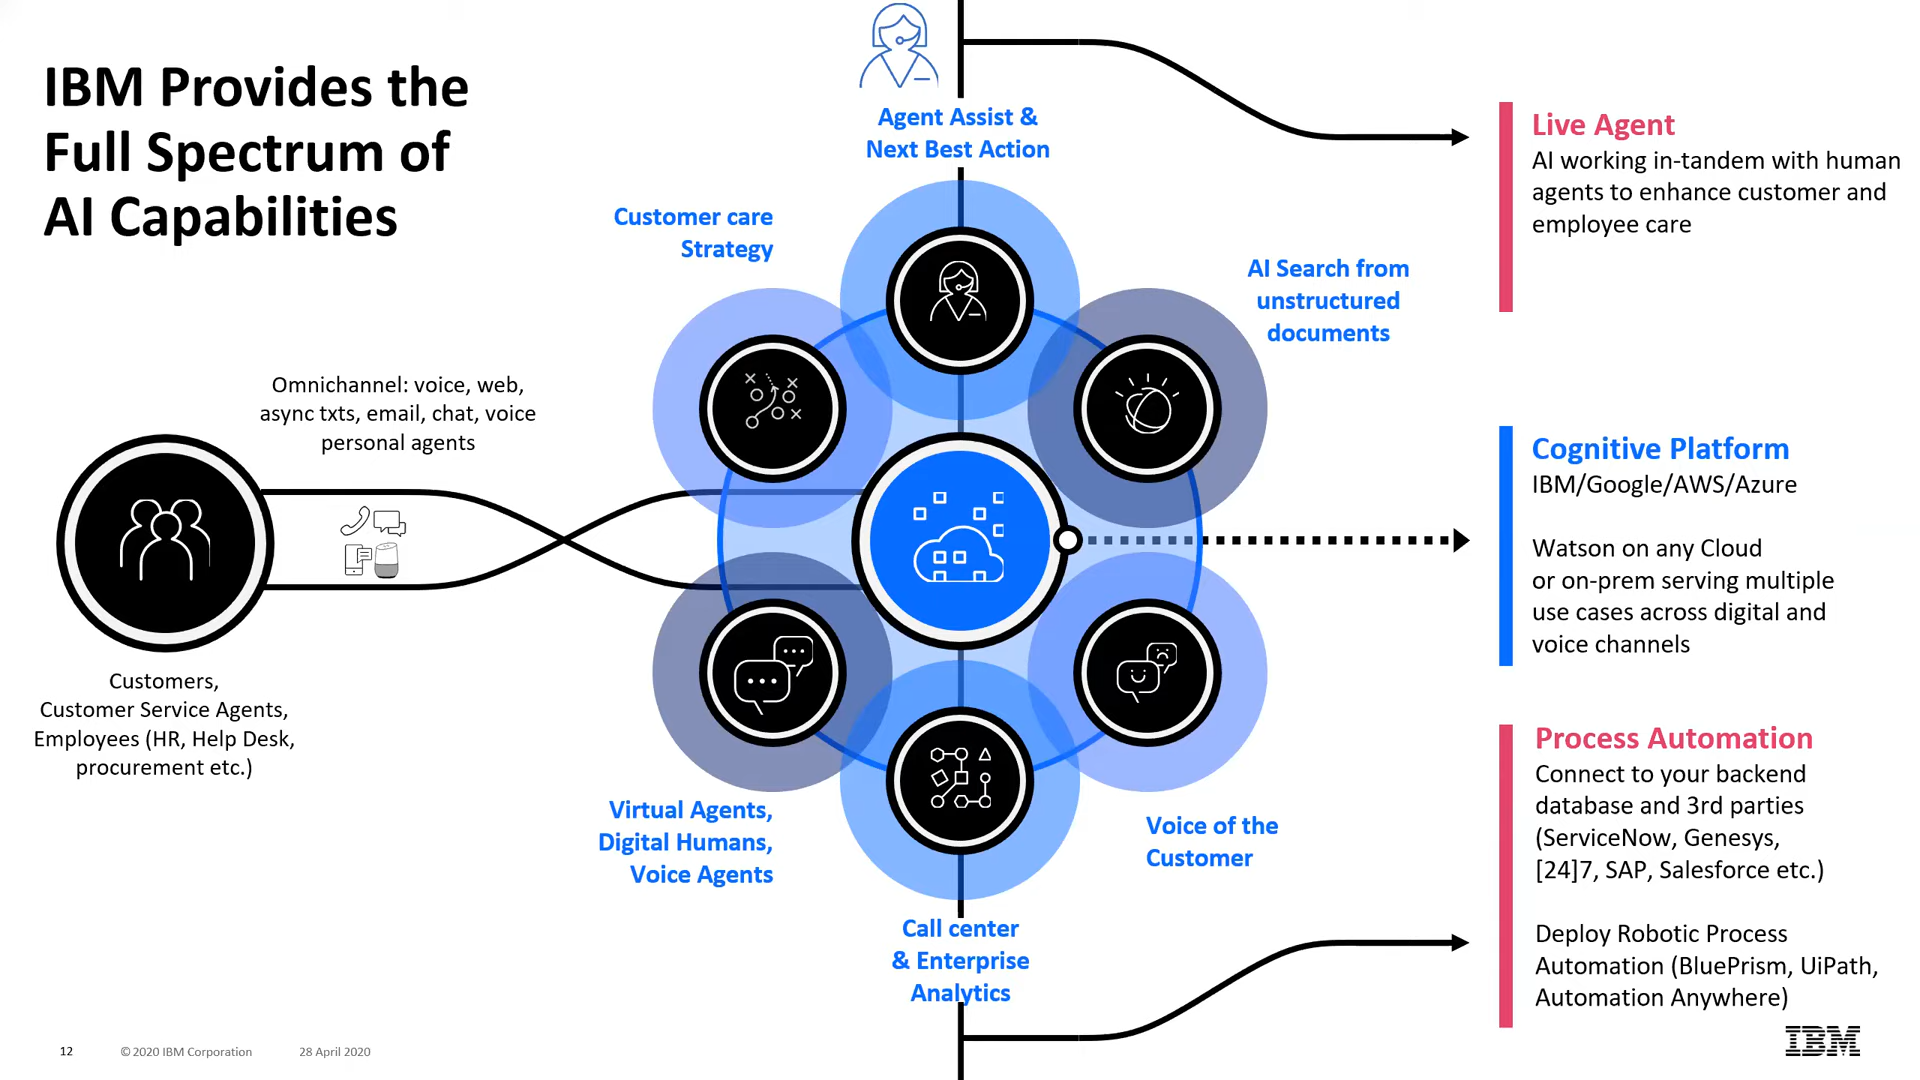 IBM Provides the
Full Spectrum of
AI Capabilities
Agent Assist &
Next Best Action
Customer care
Strategy
AI Search from
unstructured
documents
Omnichannel: voice, web,
async txts, email, chat, voice
personal agents
Customers,
Customer Service Agents,
Employees (HR, Help Desk,
procurement etc.)
Virtual Agents,
Digital Humans,
Voice Agents
Voice of the
Customer
Call center
& Enterprise
Analytics
Live Agent
AI working in-tandem with human
agents to enhance customer and
employee care
Cognitive Platform
IBM/Google/AWS/Azure
Watson on any Cloud
or on-prem serving multiple
use cases across digital and
voice channels
Process Automation
Connect to your backend
database and 3rd parties
(ServiceNow, Genesys,
[24]7, SAP, Salesforce etc.)
Deploy Robotic Process
Automation (BluePrism, UiPath,
Automation Anywhere)
12
© 2020 IBM Corporation
28 April 2020
IBM